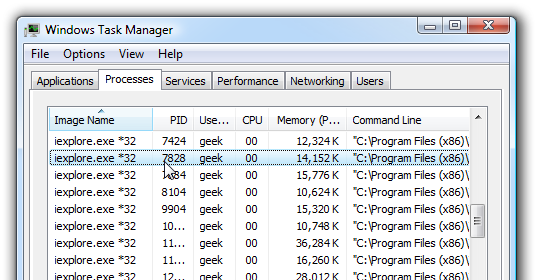 Windows Task Manager
File Options View Help
Applications Processes Services Performance Networking Users
Image Name PID Use... CPU Memory (P... Command Line
iexplore.exe *32 7424 geek 00 12,324 K "C:\Program Files (x86)\
iexplore.exe *32 7828 geek 00 14,152 K "C:\Program Files (x86)\
iexplore.exe *32 geek 00 15,776 K "C:\Program Files (x86)\
iexplore.exe *32 8104 geek 00 10,624 K "C:\Program Files (x86)\
iexplore.exe *32 9904 geek 00 15,320 K "C:\Program Files (x86)\
iexplore.exe *32 10... geek 00 10,748 K "C:\Program Files (x86)\
iexplore.exe *32 11... geek 00 36,284 K "C:\Program Files (x86)\
iexplore.exe *32 11... geek 00 16,260 K "C:\Program Files (x86)\
iexplore.exe *32 12... geek 00 28,012 K "C:\Program Files (x86)\